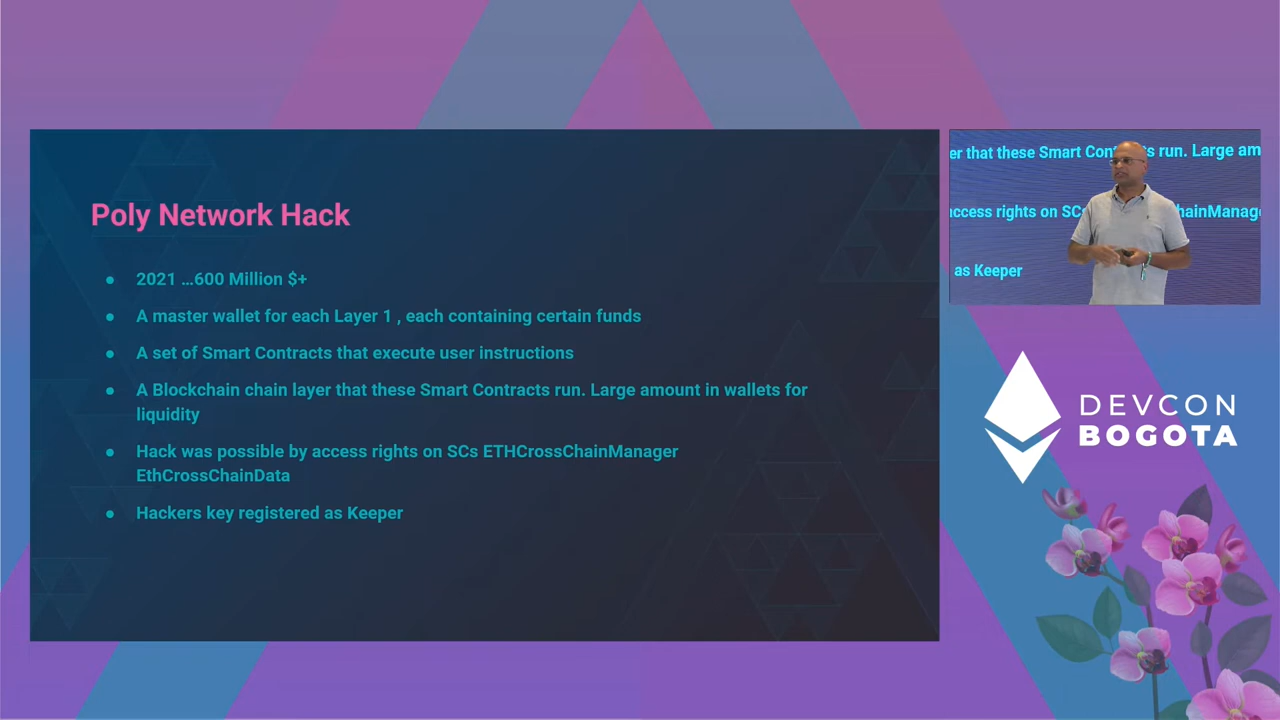 Poly Network Hack
● 2021 ...600 Million $+
● A master wallet for each Layer 1 , each containing certain funds
● A set of Smart Contracts that execute user instructions
● A Blockchain chain layer that these Smart Contracts run. Large amount in wallets for
liquidity
● Hack was possible by access rights on SCs ETHCrossChainManager
EthCrossChainData
● Hackers key registered as Keeper
er that these Smart Con s run. Large am
access rights on SC hainManag
as Keeper
DEVCON
BOGOTA